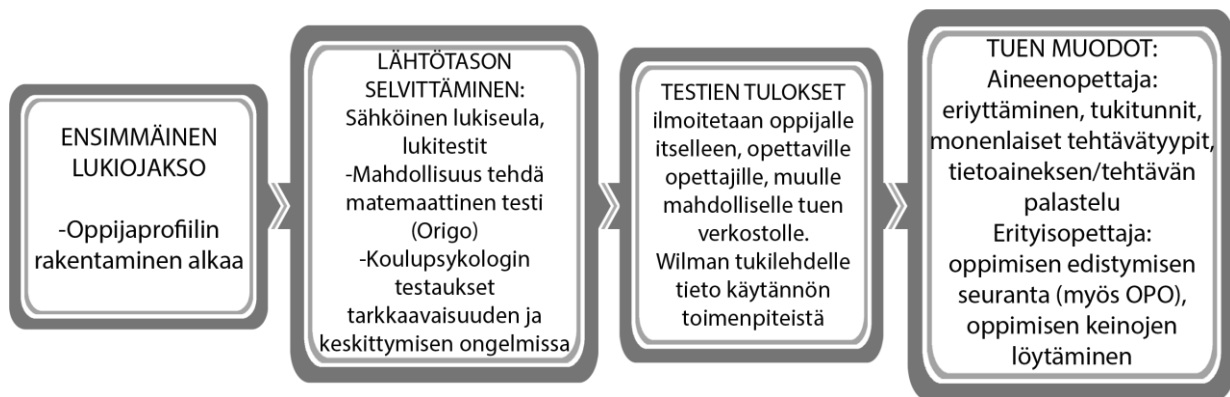 ENSIMMÄINEN
LUKIOJAKSO
-Oppijaprofiilin
rakentaminen alkaa
LÄHTÖTASON
SELVITTÄMINEN:
Sähköinen lukiseula,
lukitestit
-Mahdollisuus tehdä
matemaattinen testi
(Origo)
-Koulupsykologin
testaukset
tarkkaavaisuuden ja
keskittymisen ongelmissa
TESTIEN TULOKSET
ilmoitetaan oppijalle
itselleen, opettaville
opettajille, muulle
mahdolliselle tuen
verkostolle.
Wilman tukilehdelle
tieto käytännön
toimenpiteistä
TUEN MUODOT:
Aineenopettaja:
eriyttäminen, tukitunnit,
monenlaiset tehtävätyypit,
tietoaineksen/tehtävän
palastelu
Erityisopettaja:
oppimisen edistymisen
seuranta (myös OPO),
oppimisen keinojen
löytäminen